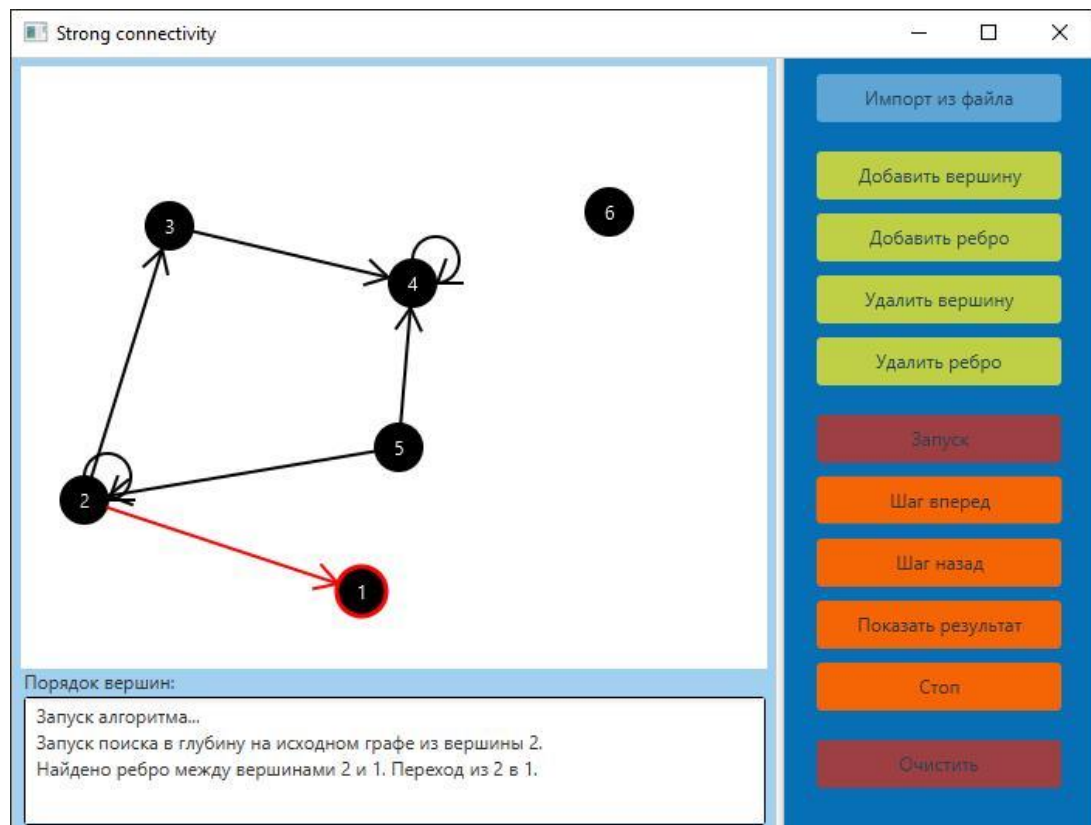 Strong connectivity
Импорт из файла
Добавить вершину
Добавить ребро
Удалить вершину
Удалить ребро
Запуск
Шаг вперед
Шаг назад
Показать результат
Стоп
Очистить
3
6
4
5
2
1
Порядок вершин:
Запуск алгоритма...
Запуск поиска в глубину на исходном графе из вершины 2.
Найдено ребро между вершинами 2 и 1. Переход из 2 в 1.